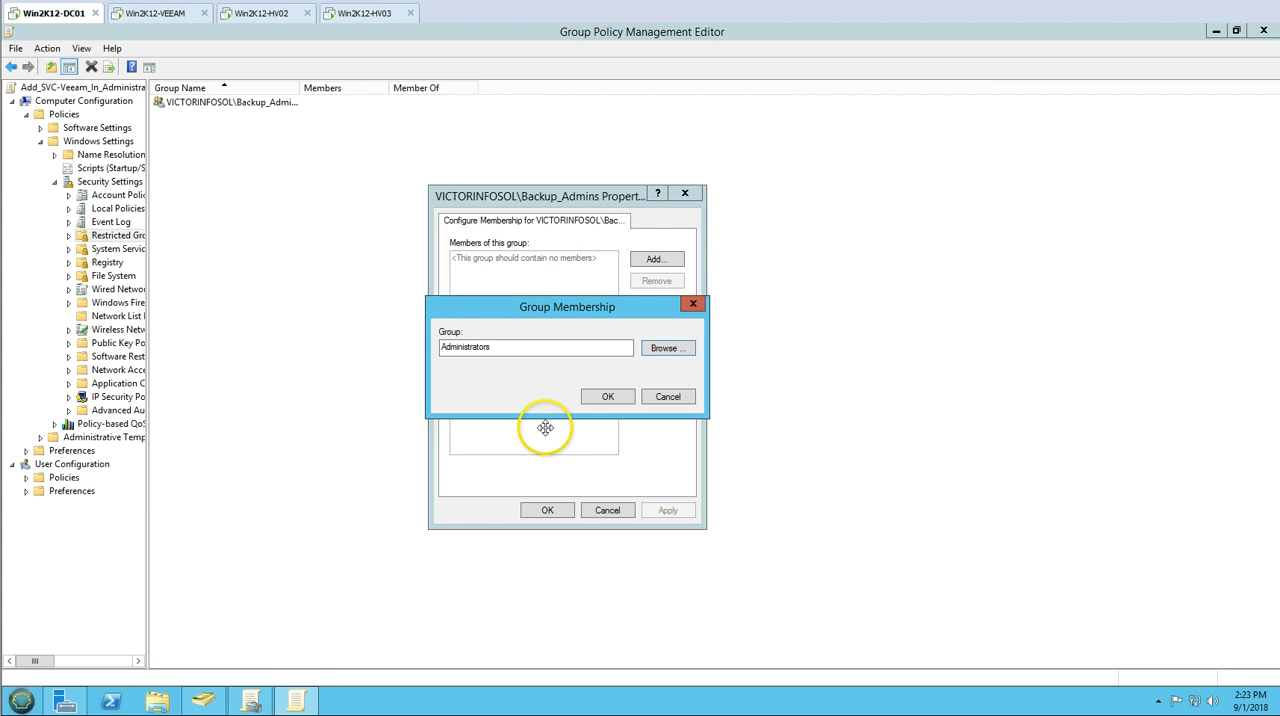 Win2K12-DC01
Win2K12-VEEAM
Win2K12-HV02
Win2K12-HV03
Group Policy Management Editor
File Action View Help
Add_SVC-Veeam_In_Administra
Computer Configuration
Policies
Software Settings
Windows Settings
Name Resolution
Scripts (Startup/S
Security Settings
Account Polic
Local Policies
Event Log
Restricted Gro
System Servic
Registry
File System
Wired Networ
Windows Fire
Network List I
Wireless Netw
Public Key Po
Software Rest
Network Acce
Application C
IP Security Po
Advanced Au
Policy-based QoS
Administrative Temp
Preferences
User Configuration
Policies
Preferences
Group Name Members Member Of
VICTORINFOSOL\Backup_Admi...
VICTORINFOSOL\Backup_Admins Propert... ?
Configure Membership for VICTORINFOSOL\Bac...
Members of this group:
<This group should contain no members>
Add...
Remove
Group Membership
Group:
Administrators
Browse ...
OK Cancel
OK Cancel Apply
2:23 PM
9/1/2018